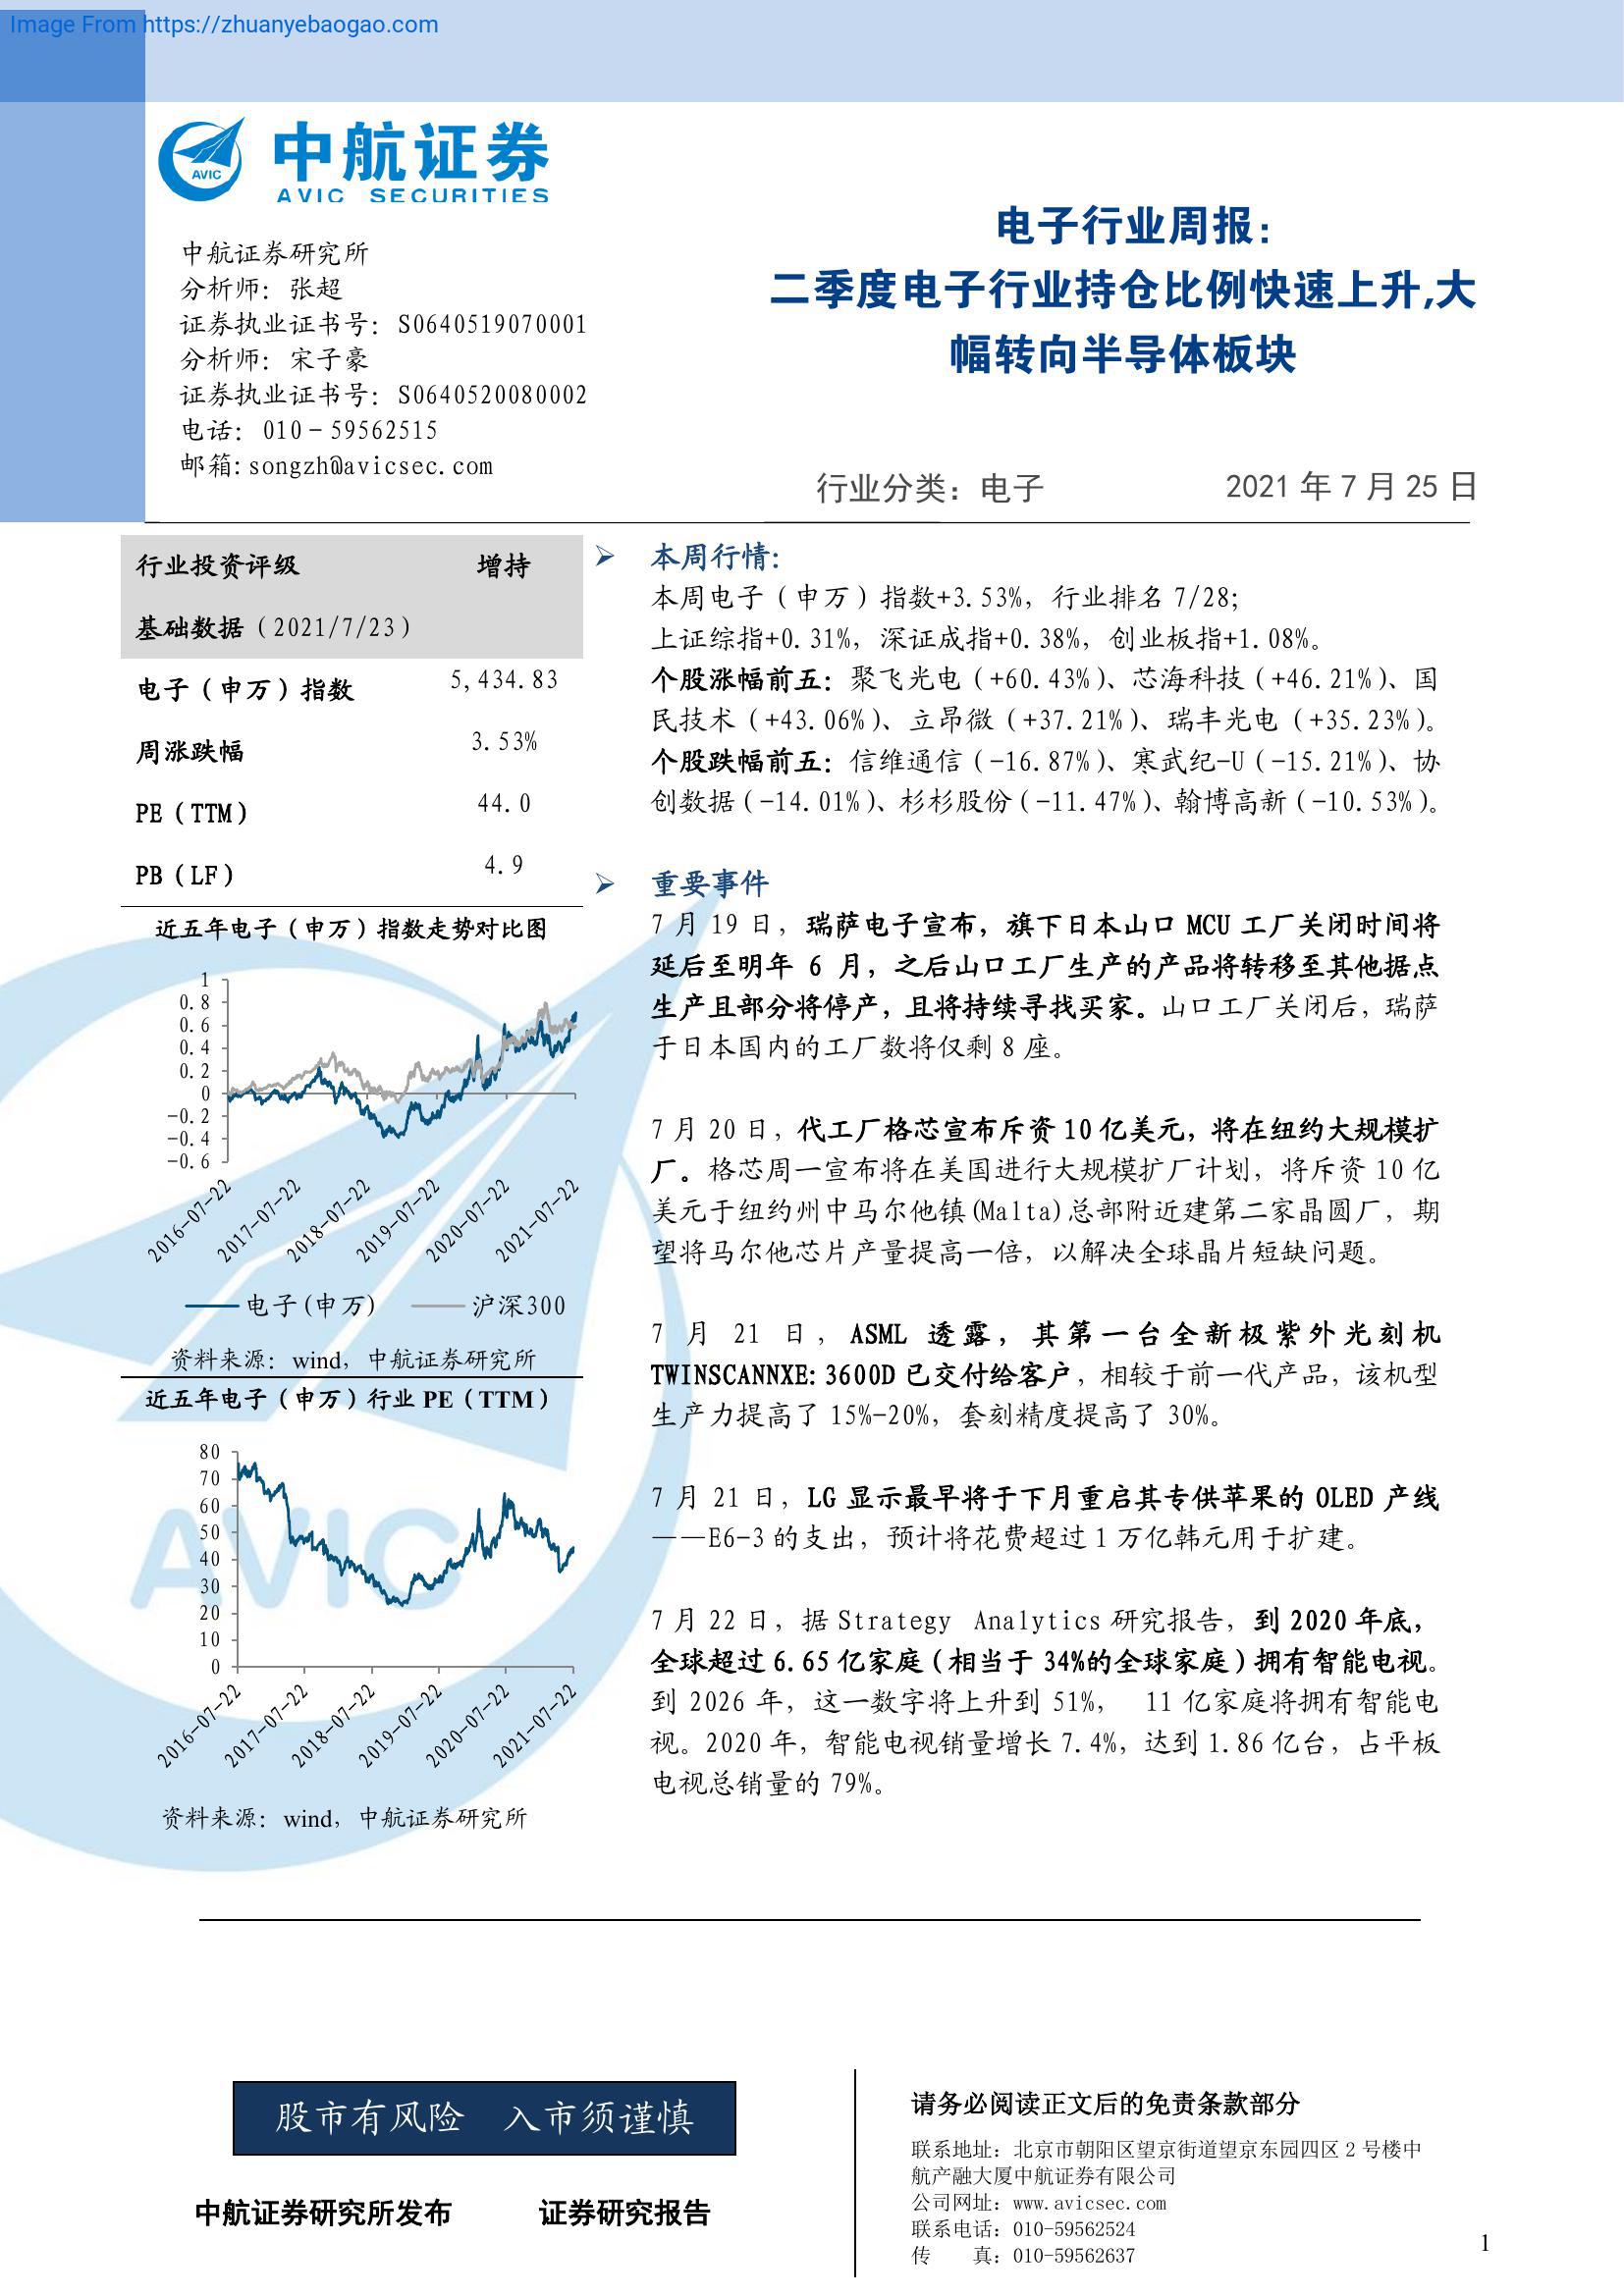 Image From https://zhuanyebaogao.com
AVIC
中航证券
AVIC SECURITIES
中航证券研究所
分析师：张超
证券执业证书号：S0640519070001
分析师：宋子豪
证券执业证书号：S0640520080002
电话：010-59562515
邮箱:songzh@avicsec.com
电子行业周报：
二季度电子行业持仓比例快速上升,大
幅转向半导体板块
行业分类：电子 2021 年 7 月 25 日
行业投资评级 增持
基础数据（2021/7/23）
电子（申万）指数 5,434.83
周涨跌幅 3.53%
PE（TTM） 44.0
PB（LF） 4.9
近五年电子（申万）指数走势对比图
1
0.8
0.6
0.4
0.2
0
-0.2
-0.4
-0.6
2016-07-22
2017-07-22
2018-07-22
2019-07-22
2020-07-22
2021-07-22
电子(申万) 沪深300
资料来源：wind，中航证券研究所
近五年电子（申万）行业 PE（TTM）
80
70
60
50
40
30
20
10
0
2016-07-22
2017-07-22
2018-07-22
2019-07-22
2020-07-22
2021-07-22
AVIC
资料来源：wind，中航证券研究所
本周行情：
本周电子（申万）指数+3.53%，行业排名 7/28；
上证综指+0.31%，深证成指+0.38%，创业板指+1.08%。
个股涨幅前五：聚飞光电（+60.43%）、芯海科技（+46.21%）、国
民技术（+43.06%）、立昂微（+37.21%）、瑞丰光电（+35.23%）。
个股跌幅前五：信维通信（-16.87%）、寒武纪-U（-15.21%）、协
创数据（-14.01%）、杉杉股份（-11.47%）、翰博高新（-10.53%）。
重要事件
7 月 19 日，瑞萨电子宣布，旗下日本山口 MCU 工厂关闭时间将
延后至明年 6 月，之后山口工厂生产的产品将转移至其他据点
生产且部分将停产，且将持续寻找买家。山口工厂关闭后，瑞萨
于日本国内的工厂数将仅剩 8 座。
7 月 20 日，代工厂格芯宣布斥资 10 亿美元，将在纽约大规模扩
厂。格芯周一宣布将在美国进行大规模扩厂计划，将斥资 10 亿
美元于纽约州中马尔他镇(Malta)总部附近建第二家晶圆厂，期
望将马尔他芯片产量提高一倍，以解决全球晶片短缺问题。
7 月 21 日，ASML 透露，其第一台全新极紫外光刻机
TWINSCANNXE:3600D 已交付给客户，相较于前一代产品，该机型
生产力提高了 15%-20%，套刻精度提高了 30%。
7 月 21 日，LG 显示最早将于下月重启其专供苹果的 OLED 产线
——E6-3 的支出，预计将花费超过 1 万亿韩元用于扩建。
7 月 22 日，据 Strategy Analytics 研究报告，到 2020 年底，
全球超过 6.65 亿家庭（相当于 34%的全球家庭）拥有智能电视。
到 2026 年，这一数字将上升到 51%， 11 亿家庭将拥有智能电
视。2020 年，智能电视销量增长 7.4%，达到 1.86 亿台，占平板
电视总销量的 79%。
股市有风险 入市须谨慎
中航证券研究所发布 证券研究报告
请务必阅读正文后的免责条款部分
联系地址：北京市朝阳区望京街道望京东园四区 2 号楼中
航产融大厦中航证券有限公司
公司网址：www.avicsec.com
联系电话：010-59562524
传 真：010-59562637
1